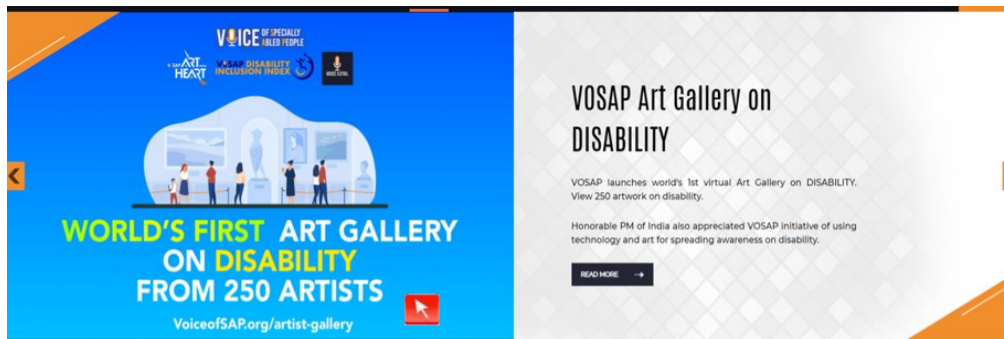 VOICE OF SPECIALLY ABLED PEOPLE
V. SAP ART HEART
VOSAP DISABILITY
INCLUSION INDEX
WORLD'S FIRST ART GALLERY
ON DISABILITY
FROM 250 ARTISTS
VoiceofSAP.org/artist-gallery
VOSAP Art Gallery on
DISABILITY
VOSAP launches world's 1st virtual Art Gallery on DISABILITY.
View 250 artwork on disability.
Honorable PM of India also appreciated VOSAP initiative of using
technology and art for spreading awareness on disability.
READ MORE